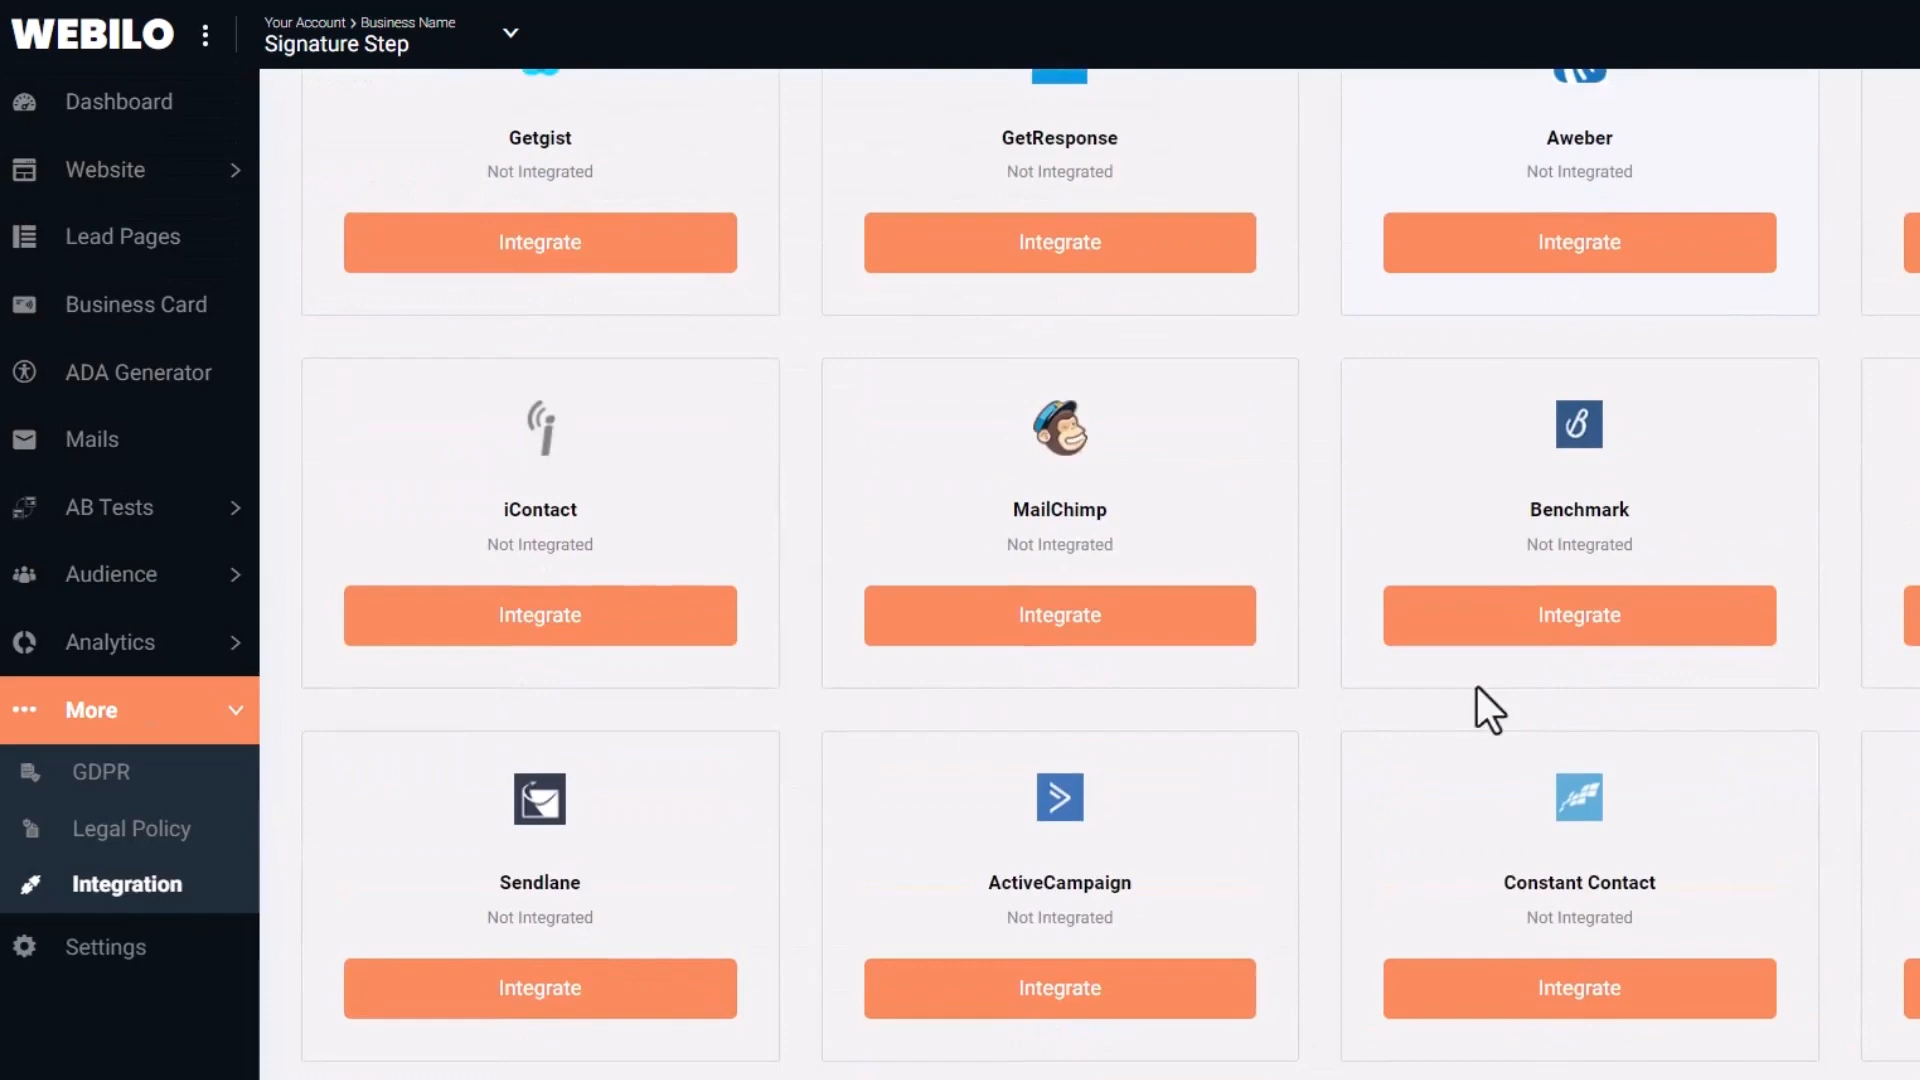 WEBILO
Your Account > Business Name
Signature Step
Dashboard
Website
Lead Pages
Business Card
ADA Generator
Mails
AB Tests
Audience
Analytics
More
GDPR
Legal Policy
Integration
Settings
Getgist
Not Integrated
Integrate
GetResponse
Not Integrated
Integrate
Aweber
Not Integrated
Integrate
iContact
Not Integrated
Integrate
MailChimp
Not Integrated
Integrate
Benchmark
Not Integrated
Integrate
Sendlane
Not Integrated
Integrate
ActiveCampaign
Not Integrated
Integrate
Constant Contact
Not Integrated
Integrate